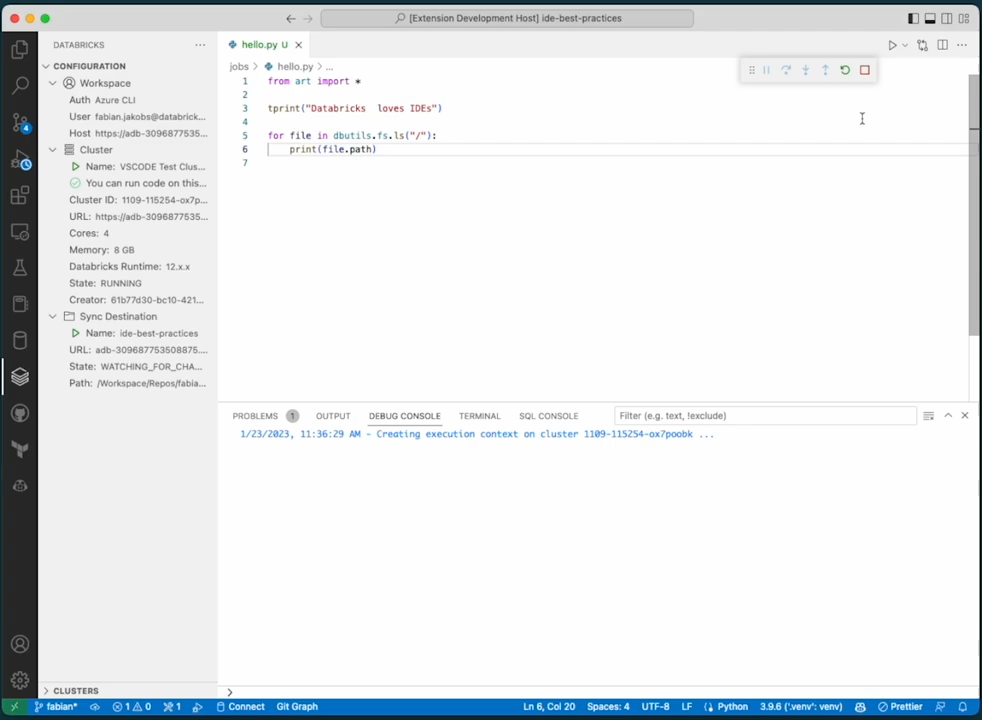 [Extension Development Host] ide-best-practices
DATABRICKS
hello.py U
CONFIGURATION
Workspace
Auth Azure CLI
User fabian.jakobs@databrick...
Host https://adb-3096877535...
Cluster
Name: VSCODE Test Clus...
You can run code on this...
Cluster ID: 1109-115254-ox7p...
URL: https://adb-3096877535...
Cores: 4
Memory: 8 GB
Databricks Runtime: 12.x.x
State: RUNNING
Creator: 61b77d30-bc10-421...
Sync Destination
Name: ide-best-practices
URL: adb-309687753508875....
State: WATCHING_FOR_CHA...
Path: /Workspace/Repos/fabia...
CLUSTERS
jobs > hello.py > ...
1 from art import *
2
3 tprint("Databricks  loves IDEs")
4
5 for file in dbutils.fs.ls("/"):
6     print(file.path)
7
PROBLEMS 1 OUTPUT DEBUG CONSOLE TERMINAL SQL CONSOLE Filter (e.g. text, !exclude)
1/23/2023, 11:36:29 AM - Creating execution context on cluster 1109-115254-ox7poobk ...
4
>
fabian* 1 0 1 Connect Git Graph Ln 6, Col 20 Spaces: 4 UTF-8 LF Python 3.9.6 ('.venv': venv) Prettier